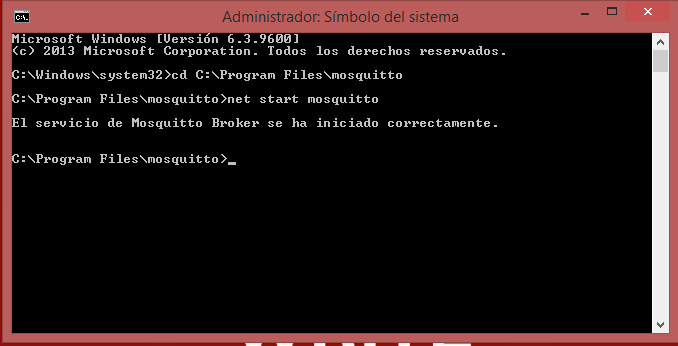 Administrador: Símbolo del sistema
Microsoft Windows [Versión 6.3.9600]
(c) 2013 Microsoft Corporation. Todos los derechos reservados.
C:\Windows\system32>cd C:\Program Files\mosquitto
C:\Program Files\mosquitto>net start mosquitto
El servicio de Mosquitto Broker se ha iniciado correctamente.
C:\Program Files\mosquitto>_